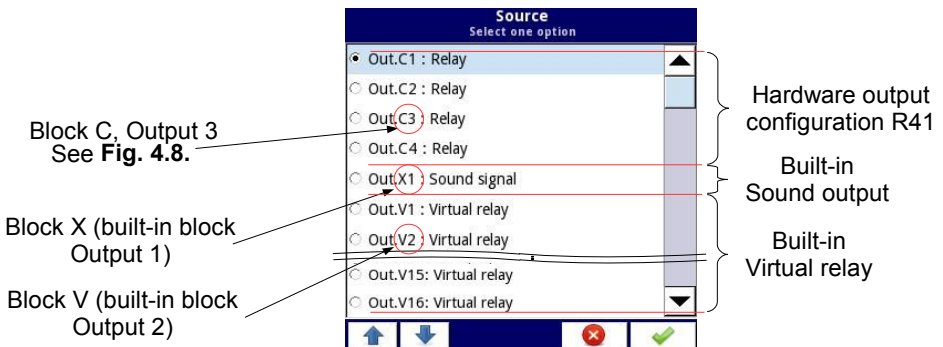 Source
Select one option
Out.C1 : Relay
Out.C2 : Relay
Out.C3 : Relay
Out.C4 : Relay
Out.X1 : Sound signal
Out.V1 : Virtual relay
Out.V2 : Virtual relay
Out.V15: Virtual relay
Out.V16: Virtual relay
Block C, Output 3
See Fig. 4.8.
Block X (built-in block
Output 1)
Block V (built-in block
Output 2)
Hardware output
configuration R41
Built-in
Sound output
Built-in
Virtual relay